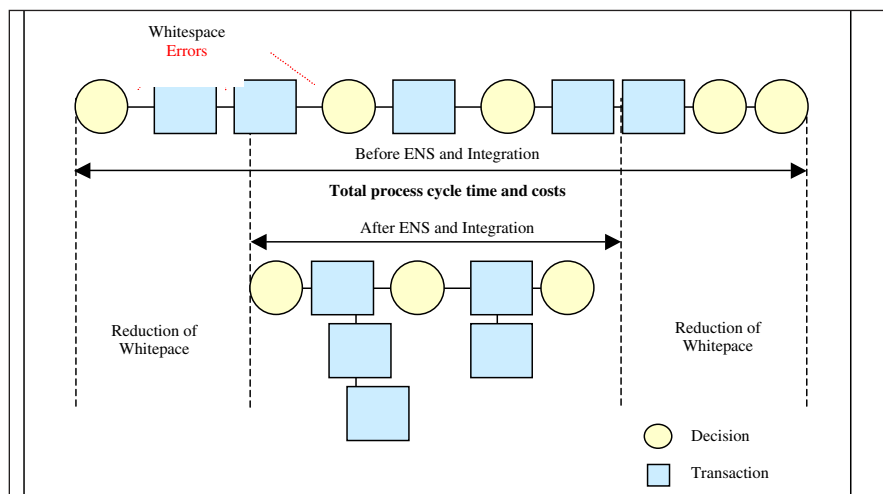 Whitespace
Errors
Before ENS and Integration
Total process cycle time and costs
After ENS and Integration
Reduction of
Whitepace
Reduction of
Whitepace
Decision
Transaction